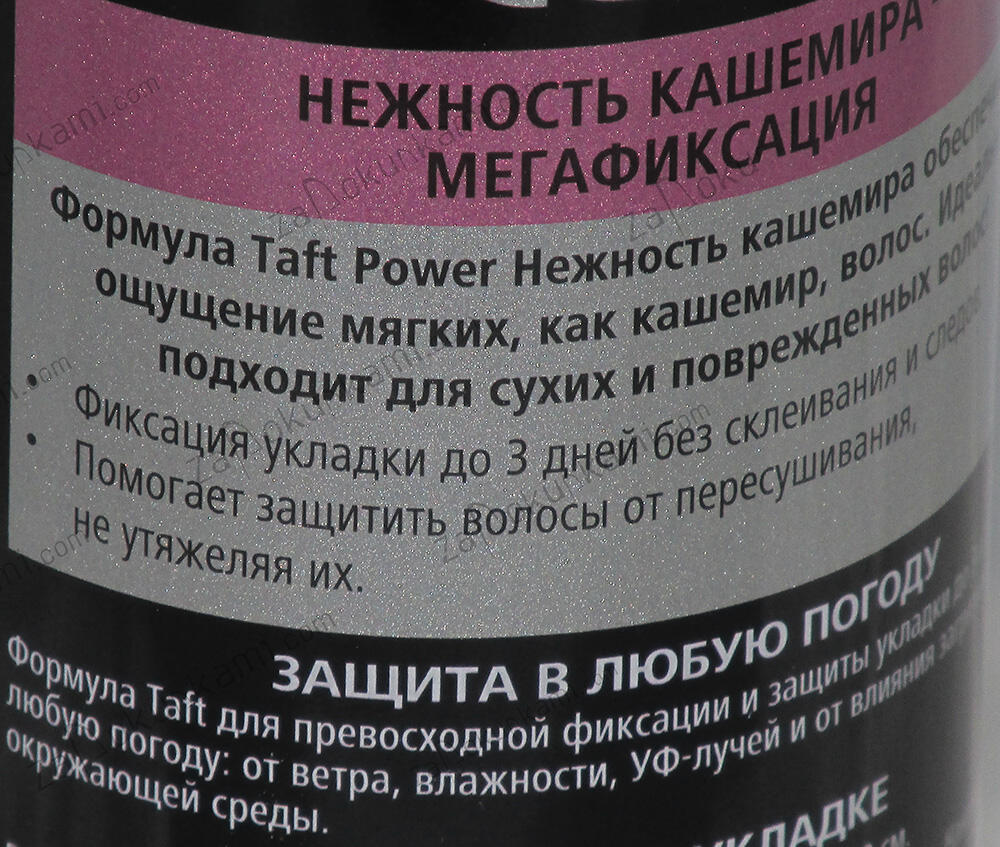 НЕЖНОСТЬ КАШЕМИРА -
МЕГАФИКСАЦИЯ
Формула Taft Power Нежность кашемира
ощущение мягких, как кашемир, волос.
подходит для сухих и поврежденных
• Фиксация укладки до 3 дней без склеивания и
• Помогает защитить волосы от пересушивания,
не утяжеляя их.
ЗАЩИТА В ЛЮБУЮ ПОГОДУ
Формула Taft для превосходной фиксации и защиты укладки
любую погоду: от ветра, влажности, УФ-лучей и от влияния
окружающей среды.